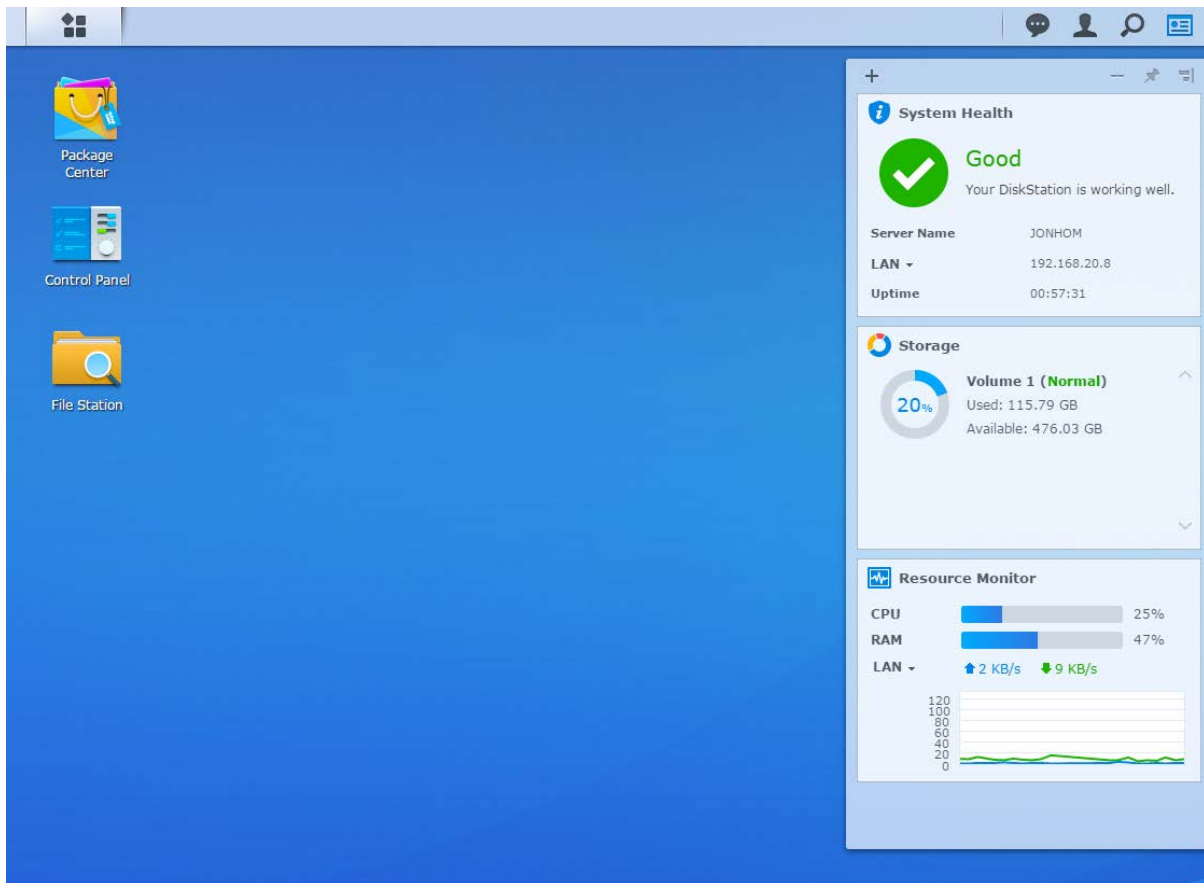 Package
Center
Control Panel
File Station
System Health
Good
Your DiskStation is working well.
Server Name JONHOM
LAN 192.168.20.8
Uptime 00:57:31
Storage
20%
Volume 1 (Normal)
Used: 115.79 GB
Available: 476.03 GB
Resource Monitor
CPU 25%
RAM 47%
LAN 2 KB/s 9 KB/s
120
100
80
60
40
20
0